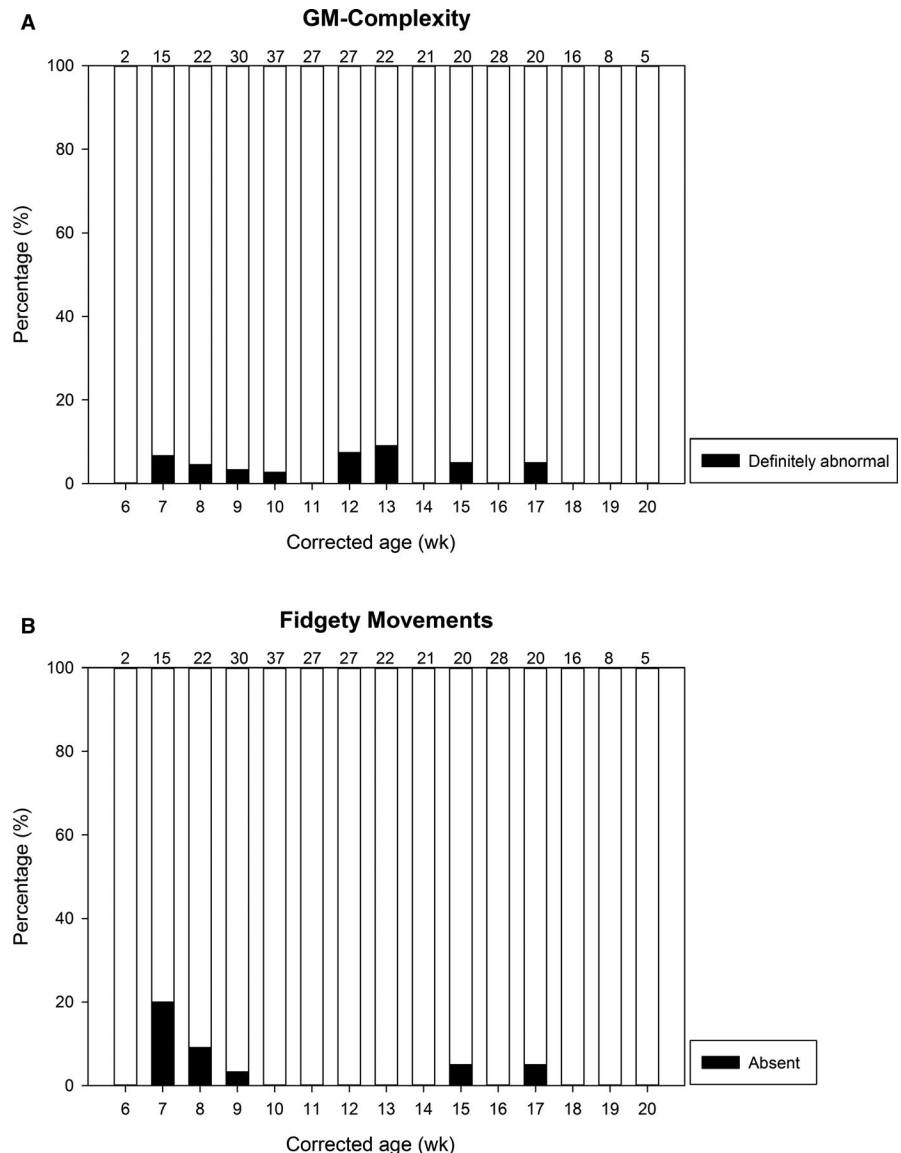 A
GM-Complexity
2 15 22 30 37 27 27 22 21 20 28 20 16 8 5
100
80
60
40
20
0
Percentage (%)
Definitely abnormal
6 7 8 9 10 11 12 13 14 15 16 17 18 19 20
Corrected age (wk)
B
Fidgety Movements
2 15 22 30 37 27 27 22 21 20 28 20 16 8 5
100
80
60
40
20
0
Percentage (%)
Absent
6 7 8 9 10 11 12 13 14 15 16 17 18 19 20
Corrected age (wk)